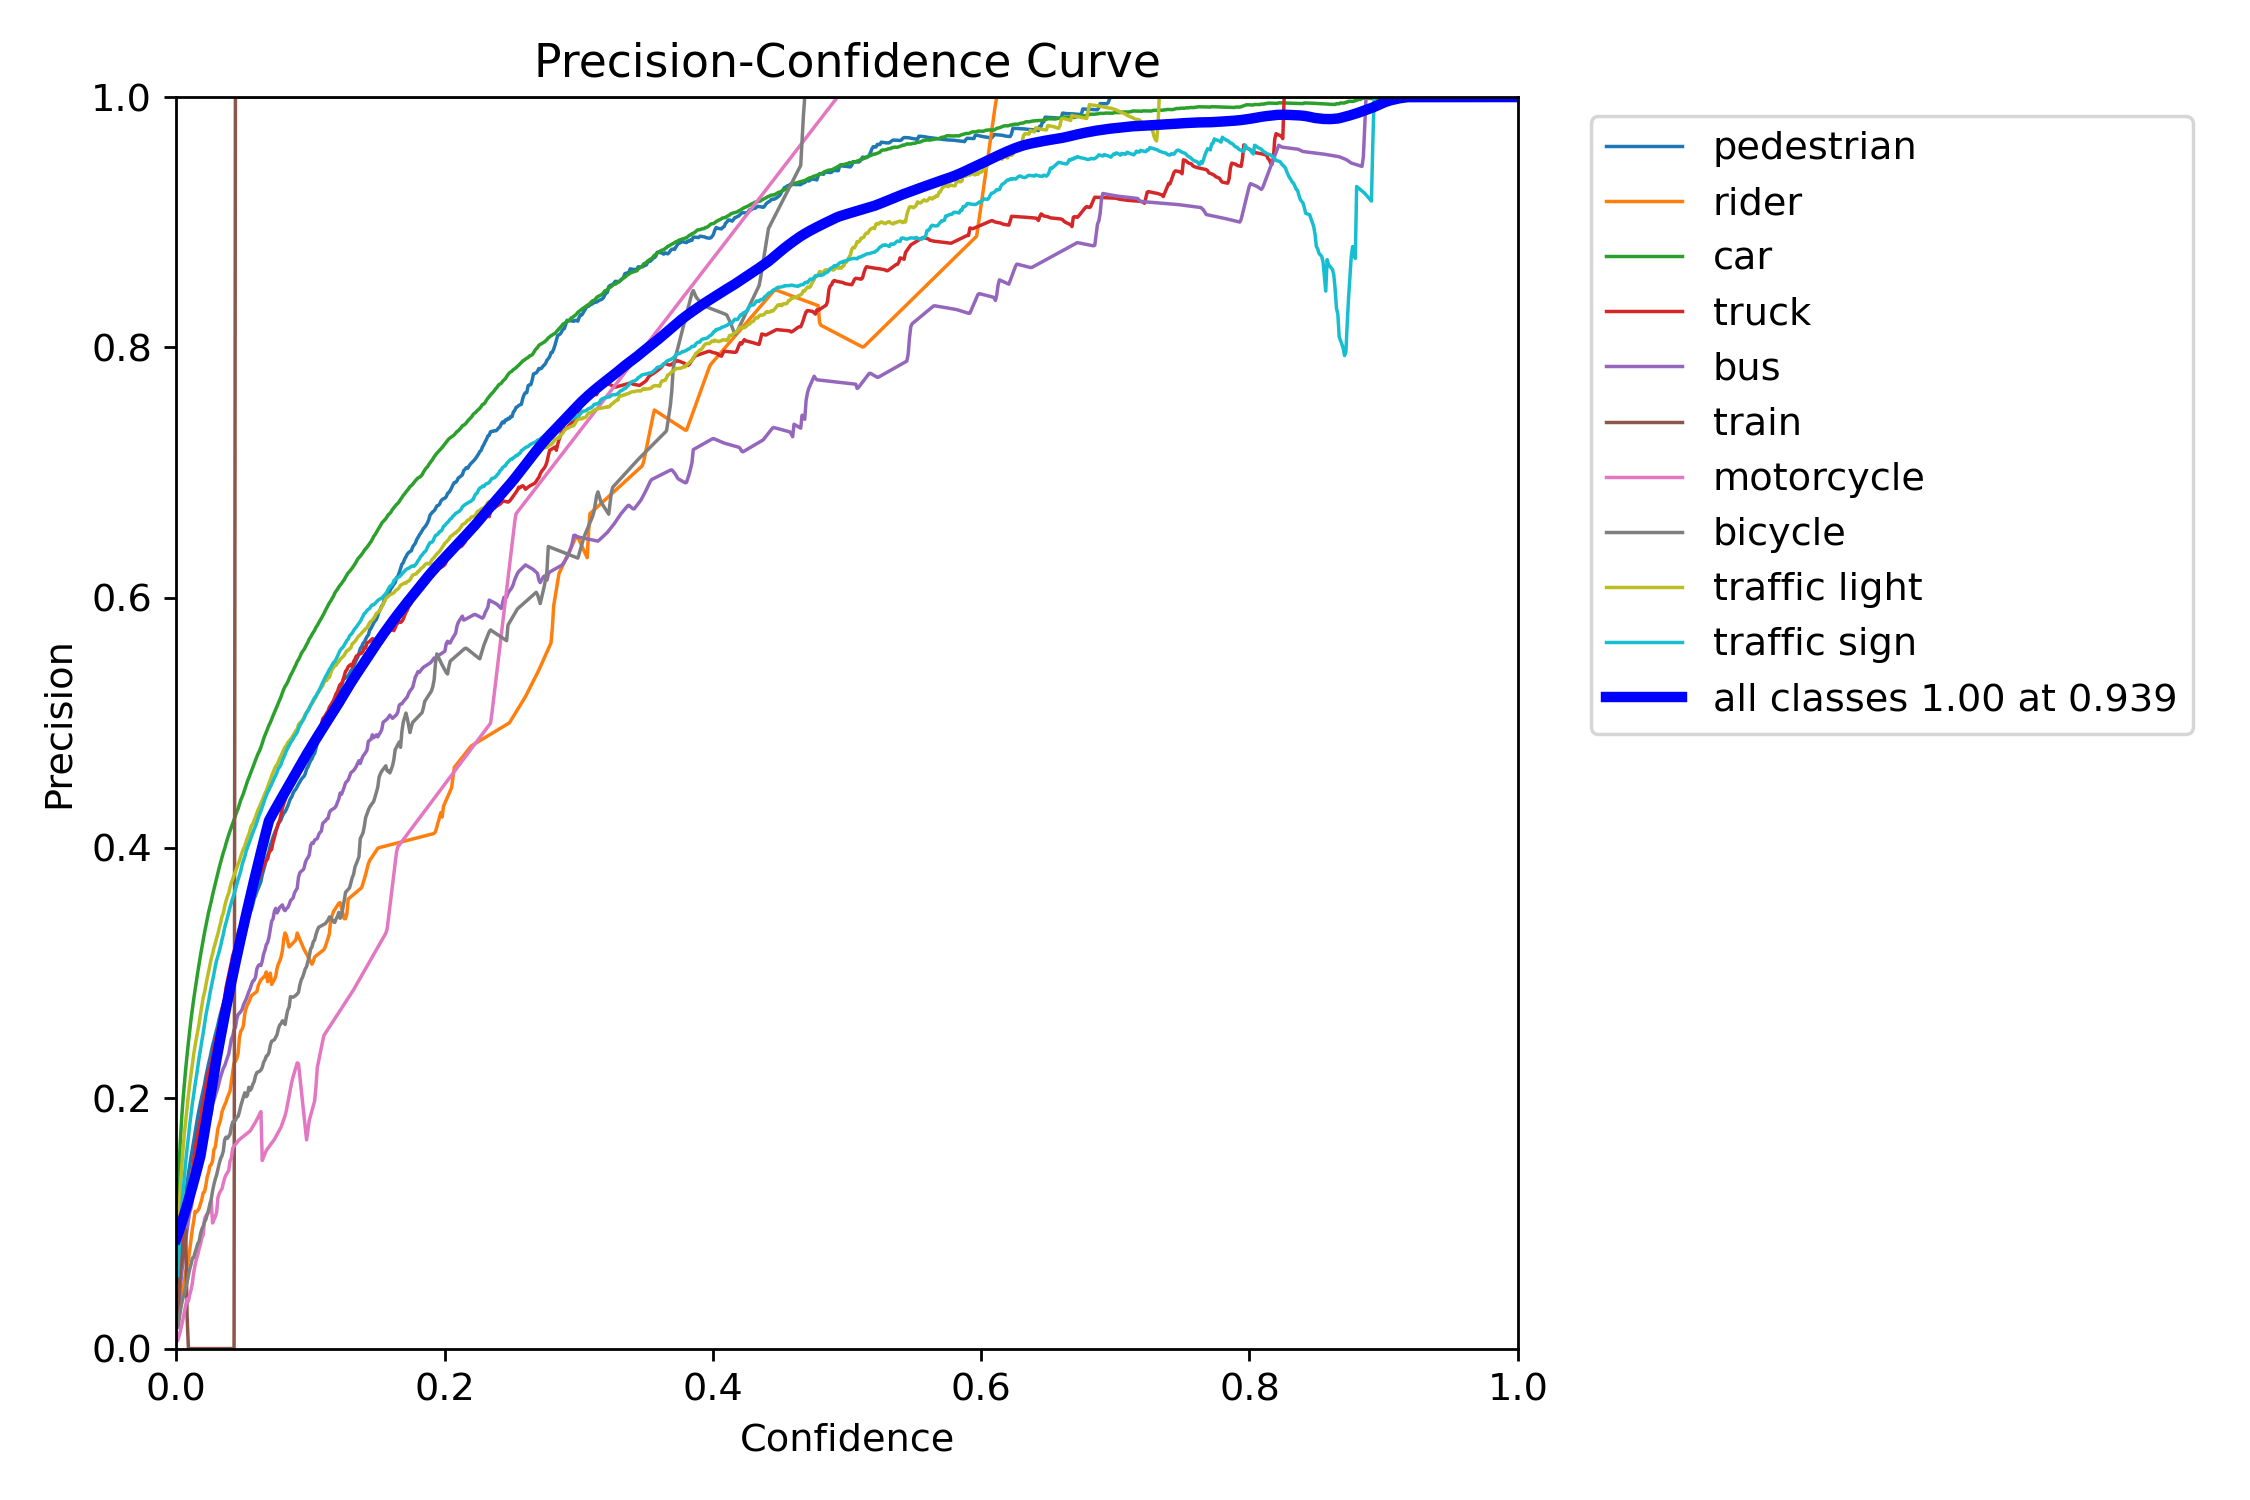 Precision-Confidence Curve
1.0
0.8
0.6
0.4
0.2
0.0
Precision
0.0 0.2 0.4 0.6 0.8 1.0
Confidence
pedestrian
rider
car
truck
bus
train
motorcycle
bicycle
traffic light
traffic sign
all classes 1.00 at 0.939